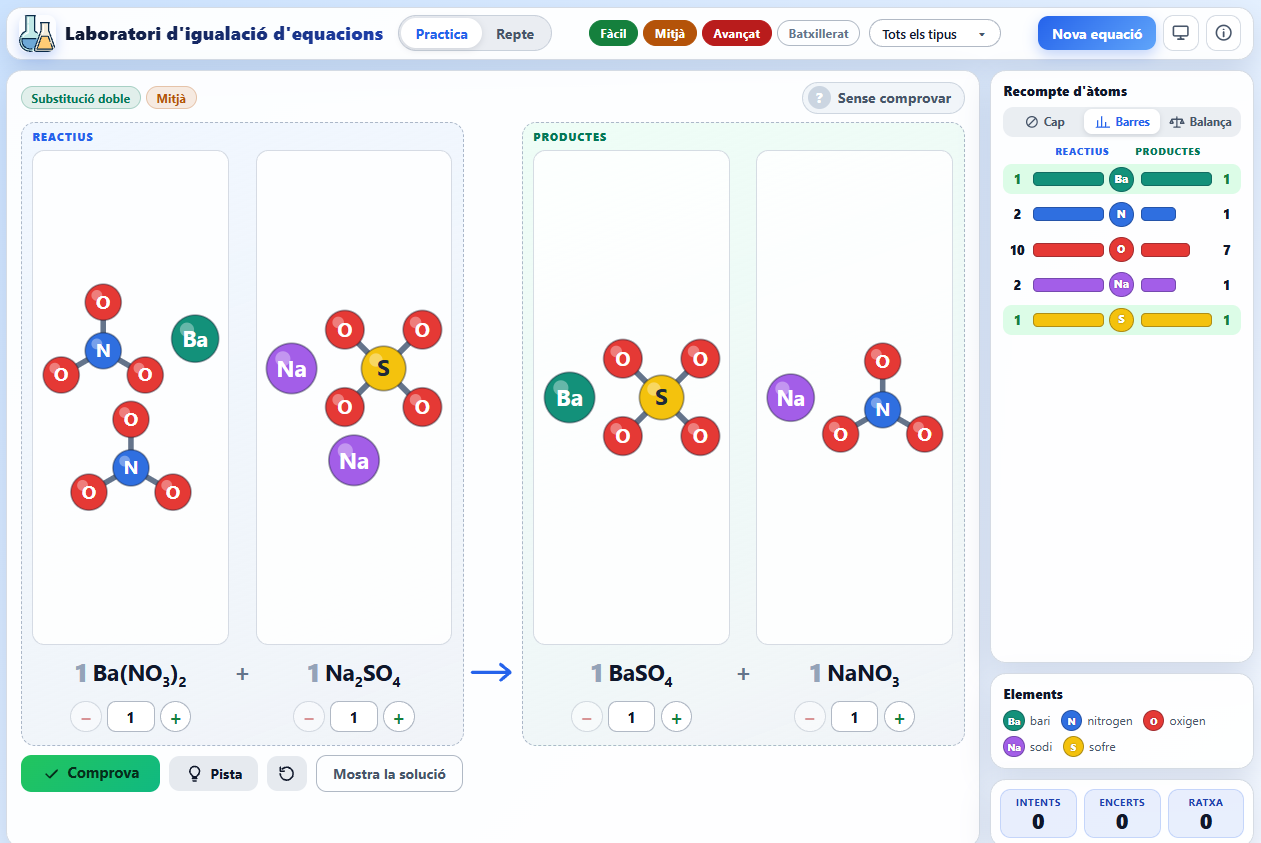 Laboratori d'igualació d'equacions
Practica
Repte
Fàcil
Mitjà
Avançat
Batxillerat
Tots els tipus
Nova equació
Substitució doble
Mitjà
? Sense comprovar
REACTIUS
O
N
O
O
Ba
O
N
O
O
O
O
Na
S
O
O
Na
1 Ba(NO3)2
+
1 Na2SO4
− 1 +
− 1 +
PRODUCTES
O
O
Ba
S
O
O
O
Na
N
O
O
1 BaSO4
+
1 NaNO3
− 1 +
− 1 +
Comprova
Pista
Mostra la solució
Recompte d'àtoms
Cap
Barres
Balança
REACTIUS PRODUCTES
1 Ba 1
2 N 1
10 O 7
2 Na 1
1 S 1
Elements
Ba bari N nitrogen O oxigen
Na sodi S sofre
INTENTS
0
ENCERTS
0
RATXA
0